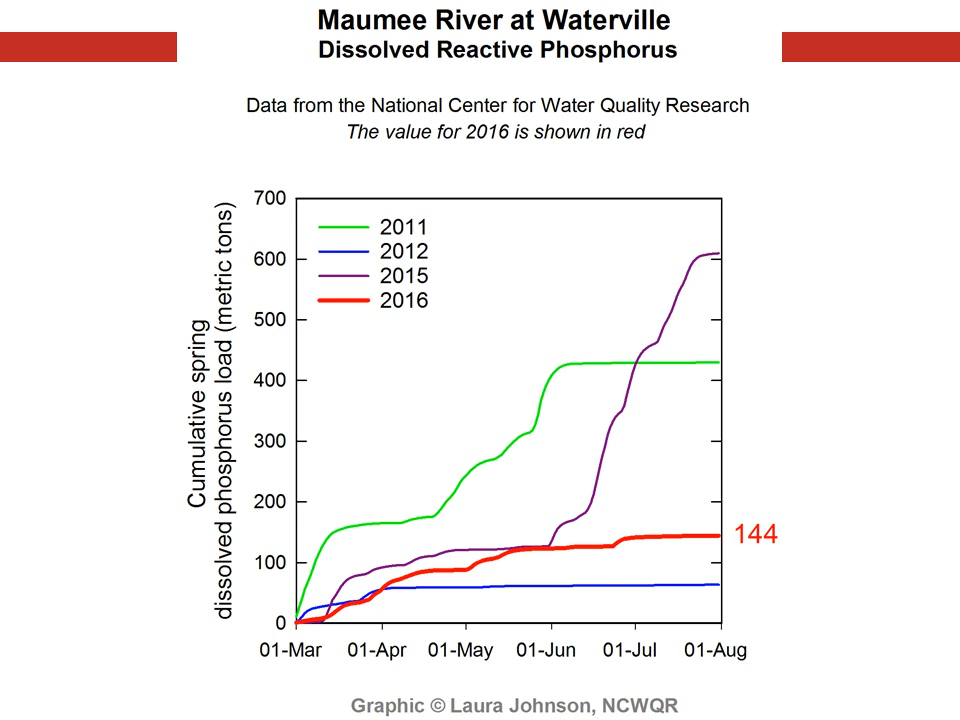 Maumee River at Waterville
Dissolved Reactive Phosphorus
Data from the National Center for Water Quality Research
The value for 2016 is shown in red
Cumulative spring
dissolved phosphorus load (metric tons)
700
600
500
400
300
200
100
0
2011
2012
2015
2016
144
01-Mar 01-Apr 01-May 01-Jun 01-Jul 01-Aug
Graphic © Laura Johnson, NCWQR